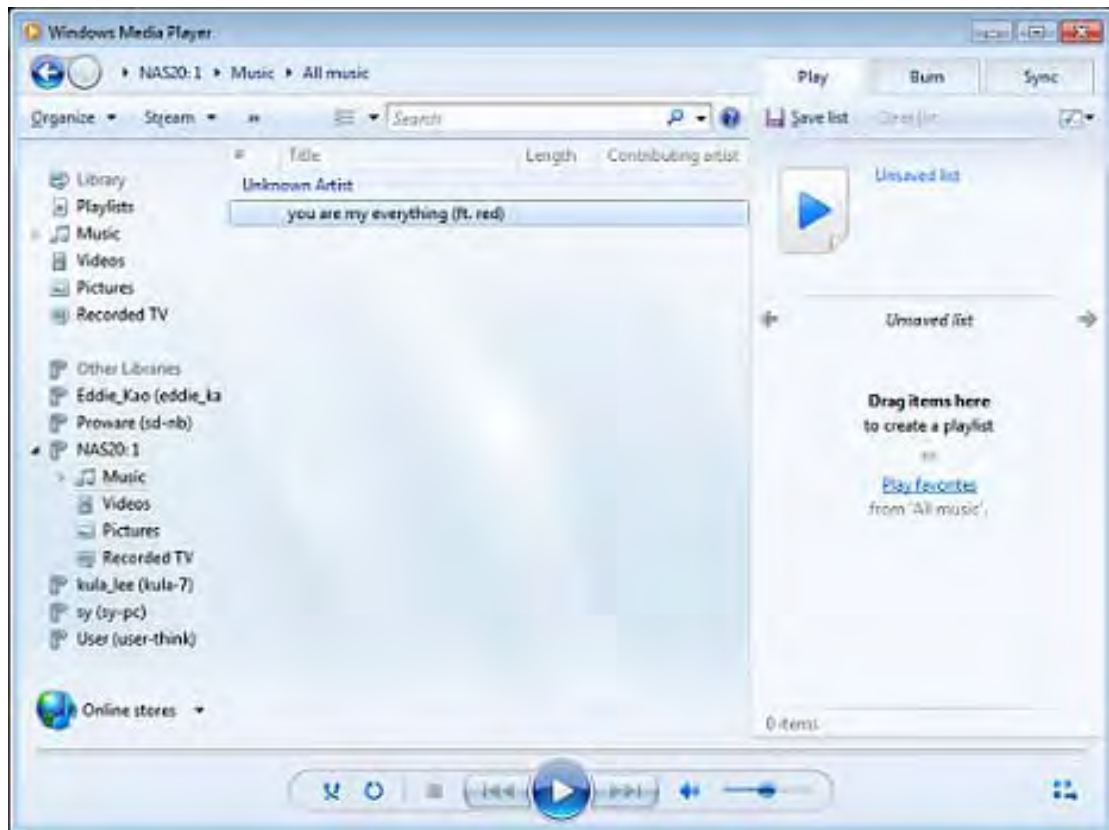 Windows Media Player
NAS20:1 Music All music
Play Burn Sync
Organize Stream » Search
Save list Clear list
# Title Length Contributing artist
Unknown Artist
you are my everything (ft. red)
Library
Playlists
Music
Videos
Pictures
Recorded TV
Other Libraries
Eddie_Kao (eddie_ka
Proware (sd-nb)
NAS20:1
Music
Videos
Pictures
Recorded TV
kula_lee (kula-7)
sy (sy-pc)
User (user-think)
Online stores
Unsaved list
Unsaved list
Drag items here
to create a playlist
or
Play favorites
from 'All music'.
0 items